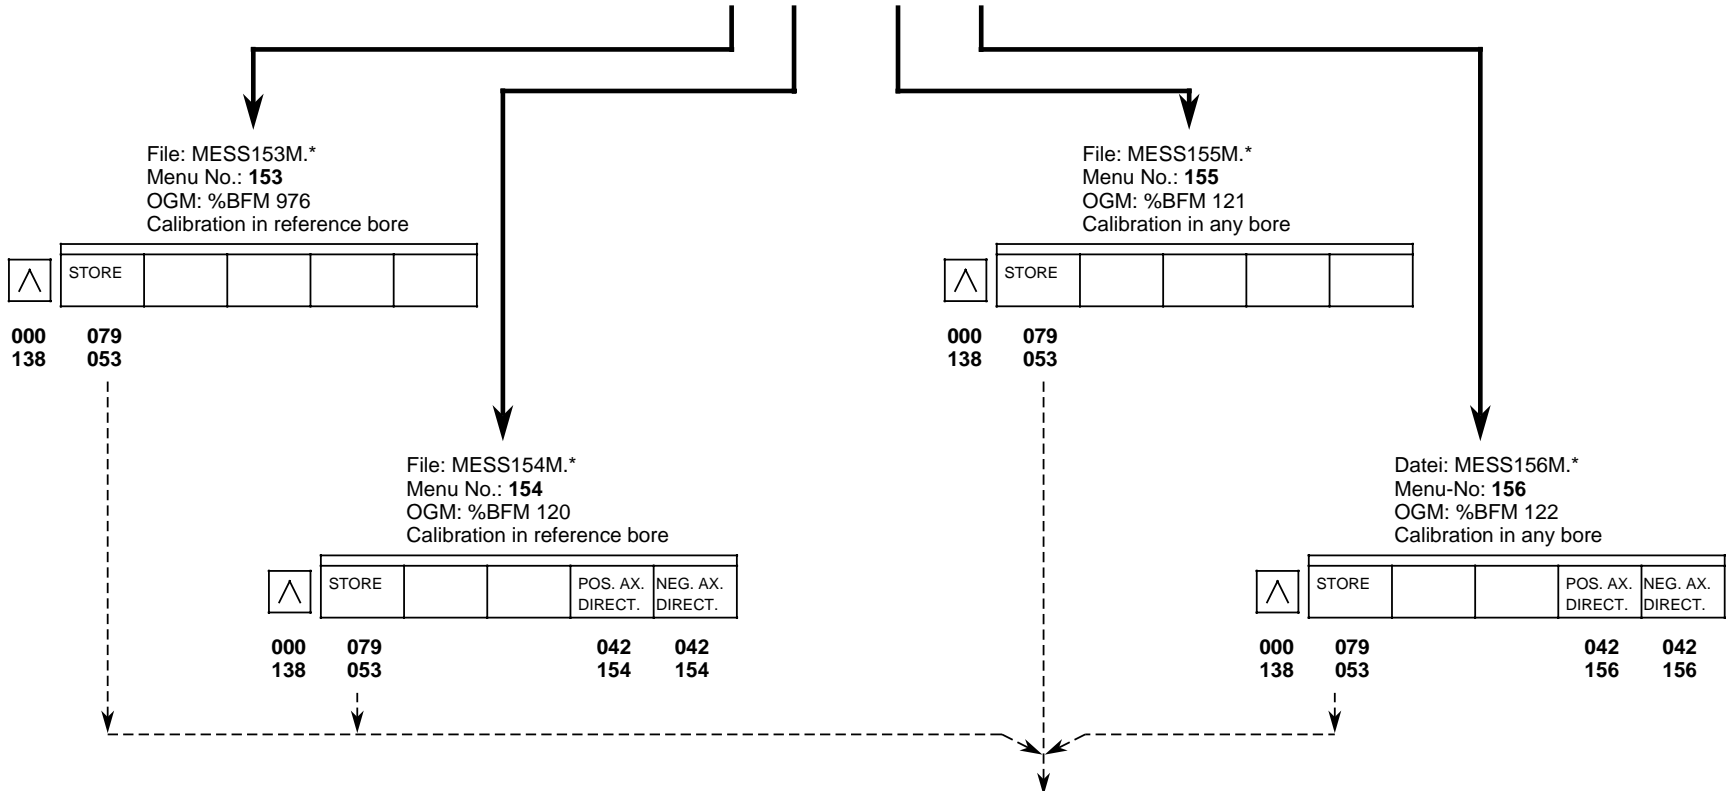 File: MESS153M.*
Menu No.: 153
OGM: %BFM 976
Calibration in reference bore
STORE
000 079
138 053
File: MESS155M.*
Menu No.: 155
OGM: %BFM 121
Calibration in any bore
STORE
000 079
138 053
File: MESS154M.*
Menu No.: 154
OGM: %BFM 120
Calibration in reference bore
STORE POS. AX. NEG. AX.
DIRECT. DIRECT.
000 079 042 042
138 053 154 154
Datei: MESS156M.*
Menu-No: 156
OGM: %BFM 122
Calibration in any bore
STORE POS. AX. NEG. AX.
DIRECT. DIRECT.
000 079 042 042
138 053 156 156